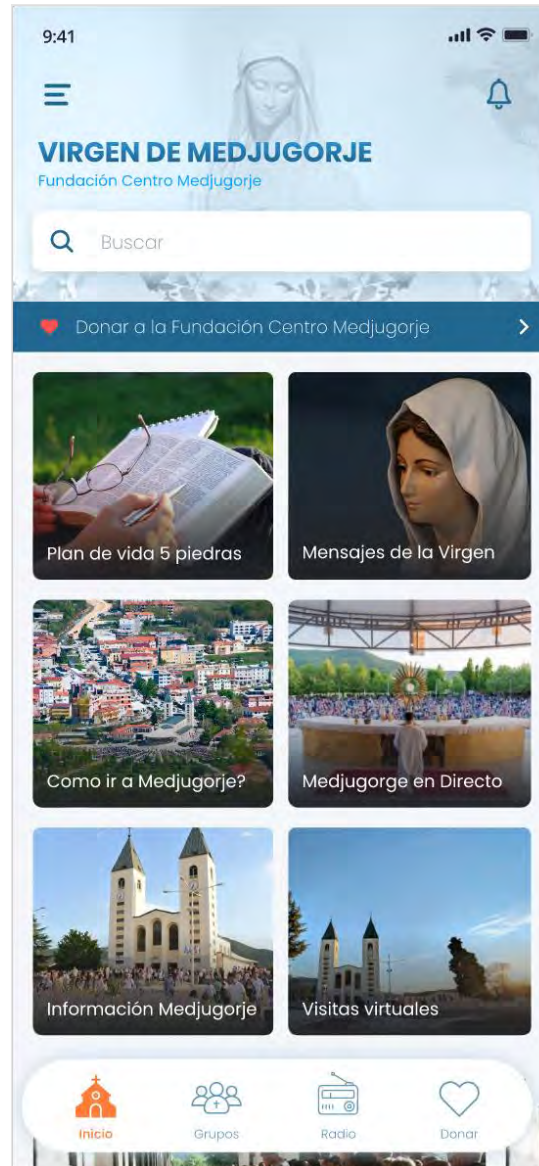 9:41
VIRGEN DE MEDJUGORJE
Fundación Centro Medjugorje
Buscar
Donar a la Fundación Centro Medjugorje
Plan de vida 5 piedras
Mensajes de la Virgen
Como ir a Medjugorje?
Medjugorge en Directo
Información Medjugorje
Visitas virtuales
Inicio
Grupos
Radio
Donar